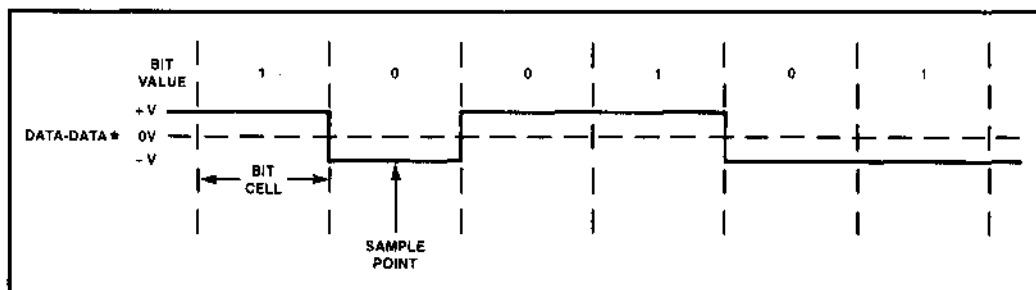 BIT
VALUE
1 0 0 1 0 1
+ V
DATA-DATA★ 0V
– V
BIT
CELL
SAMPLE
POINT